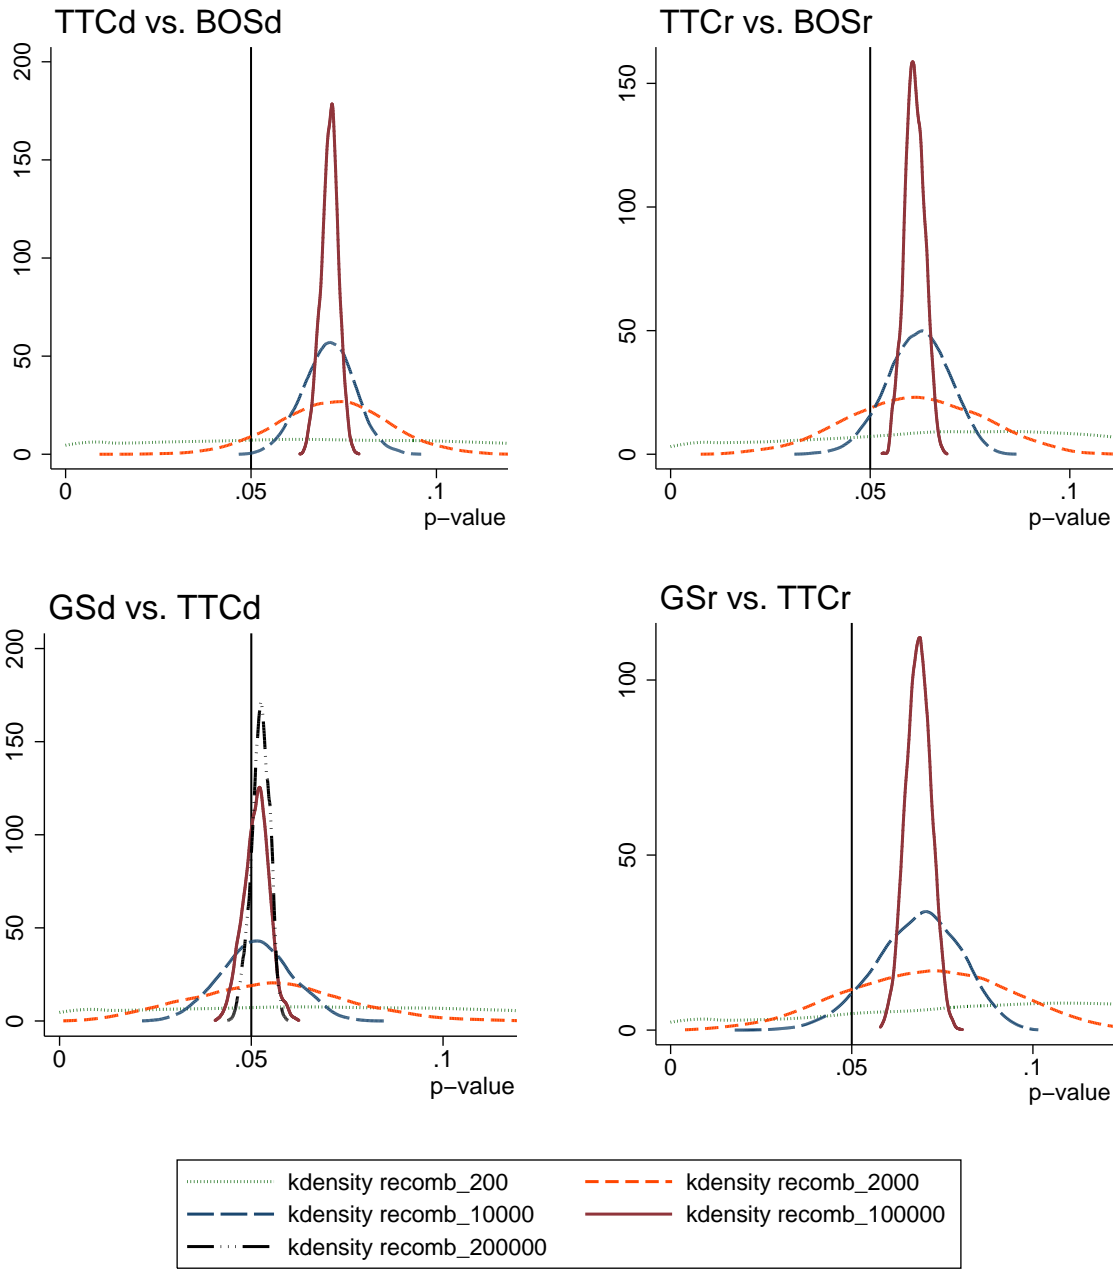 TTCd vs. BOSd
200
150
100
50
0
0 .05 .1
p−value
TTCr vs. BOSr
150
100
50
0
0 .05 .1
p−value
GSd vs. TTCd
200
150
100
50
0
0 .05 .1
p−value
GSr vs. TTCr
100
50
0
0 .05 .1
p−value
kdensity recomb_200 kdensity recomb_2000
kdensity recomb_10000 kdensity recomb_100000
kdensity recomb_200000